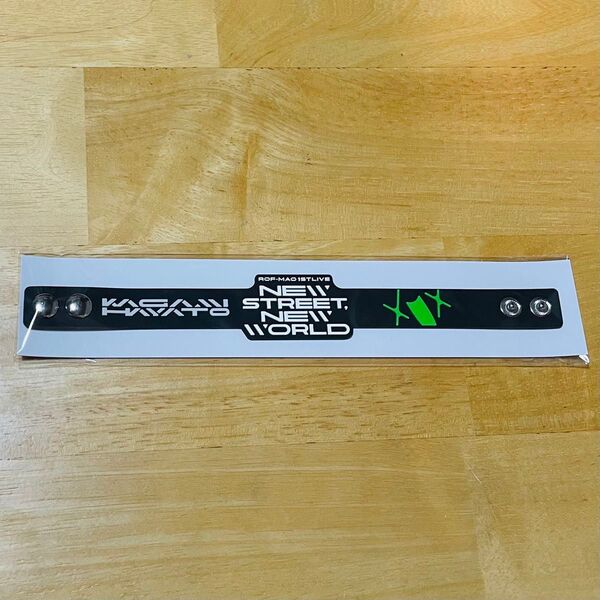 KAGAMI
HAYATO
ROF-MAO 1ST LIVE
NEW
STREET,
NEW
WORLD